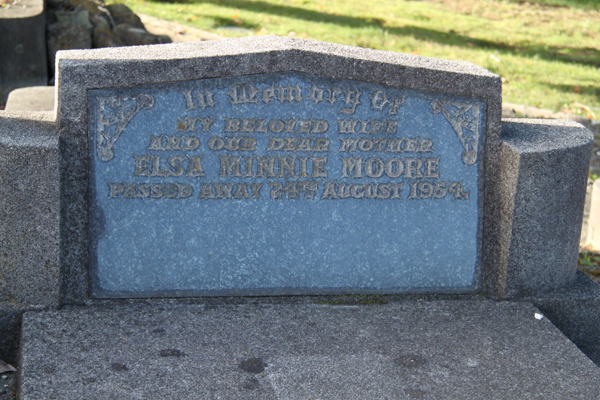 In Memory of
MY BELOVED WIFE
AND OUR DEAR MOTHER
ELSA MINNIE MOORE
PASSED AWAY 24TH AUGUST 1954.